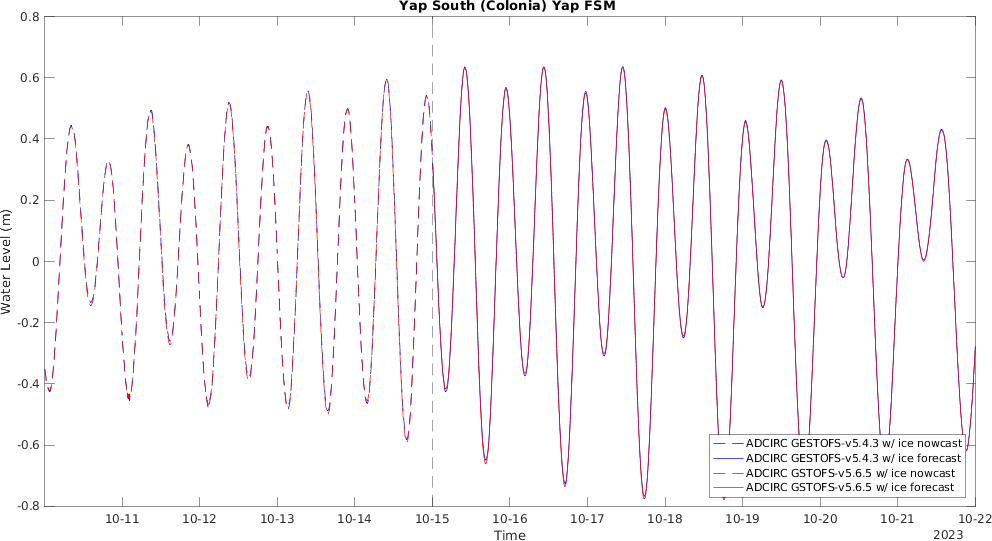 Yap South (Colonia) Yap FSM
0.8
0.6
0.4
0.2
0
-0.2
-0.4
-0.6
-0.8
Water Level (m)
ADCIRC GESTOFS-v5.4.3 w/ ice nowcast
ADCIRC GESTOFS-v5.4.3 w/ ice forecast
ADCIRC GSTOFS-v5.6.5 w/ ice nowcast
ADCIRC GSTOFS-v5.6.5 w/ ice forecast
10-11 10-12 10-13 10-14 10-15 10-16 10-17 10-18 10-19 10-20 10-21 10-22
Time
2023